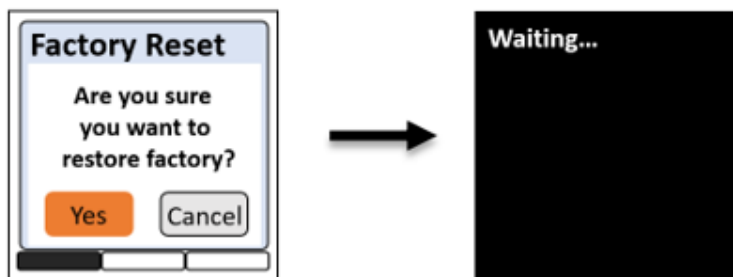 Factory Reset
Are you sure
you want to
restore factory?
Yes Cancel
Waiting...